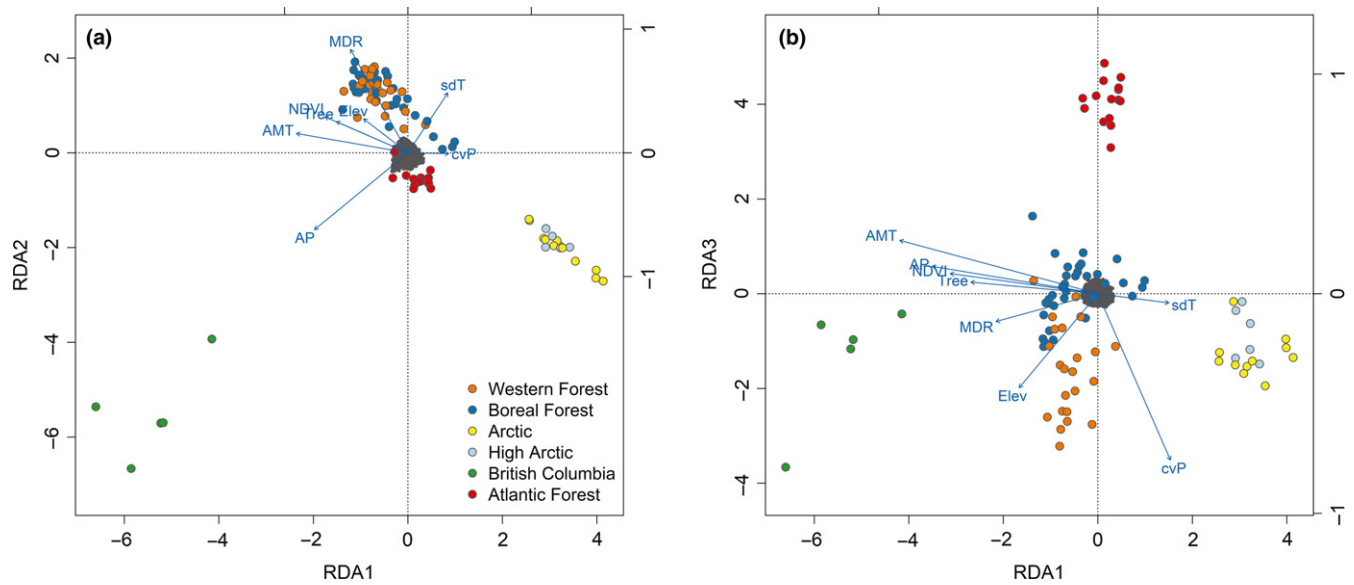 (a)
MDR
sdT
NDVI
Tree
Elev
AMT
cvP
AP
RDA2
2
0
−2
−4
−6
1
0
−1
−6
−4
−2
0
2
4
RDA1
Western Forest
Boreal Forest
Arctic
High Arctic
British Columbia
Atlantic Forest
(b)
AMT
AP
NDVI
Tree
sdT
MDR
Elev
cvP
RDA3
4
2
0
−2
−4
1
0
−1
−6
−4
−2
0
2
4
RDA1